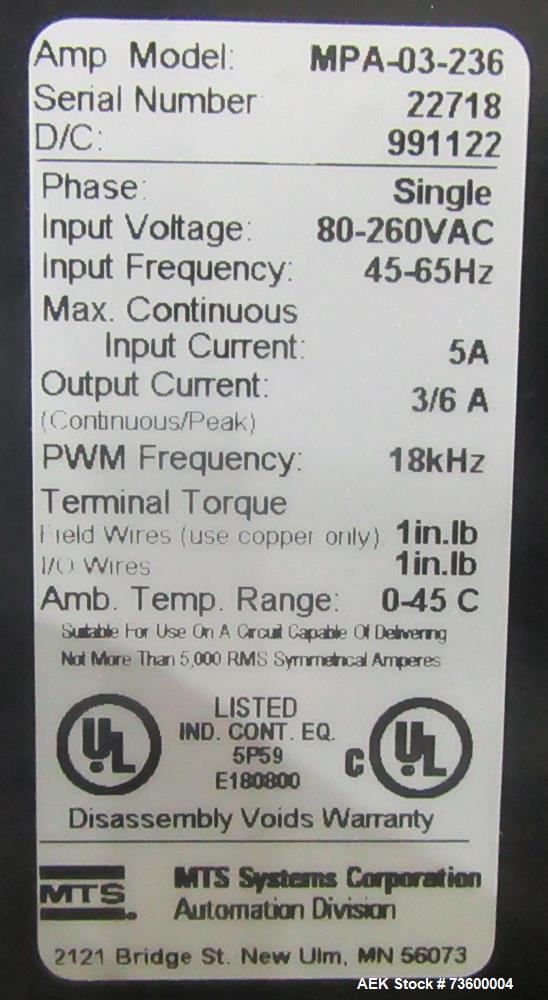 Amp Model: MPA-03-236
Serial Number 22718
D/C: 991122
Phase: Single
Input Voltage: 80-260VAC
Input Frequency: 45-65Hz
Max. Continuous
Input Current: 5A
Output Current: 3/6 A
(Continuous/Peak)
PWM Frequency: 18kHz
Terminal Torque
Field Wires (use copper only) 1in.lb
I/O Wires 1in.lb
Amb. Temp. Range: 0-45 C
Suitable For Use On A Circuit Capable Of Delivering
Not More Than 5,000 RMS Symmetrical Amperes
UL LISTED
IND. CONT. EQ.
5P59
E180800
C UL
Disassembly Voids Warranty
MTS MTS Systems Corporation
Automation Division
2121 Bridge St. New Ulm, MN 56073
AEK Stock # 73600004